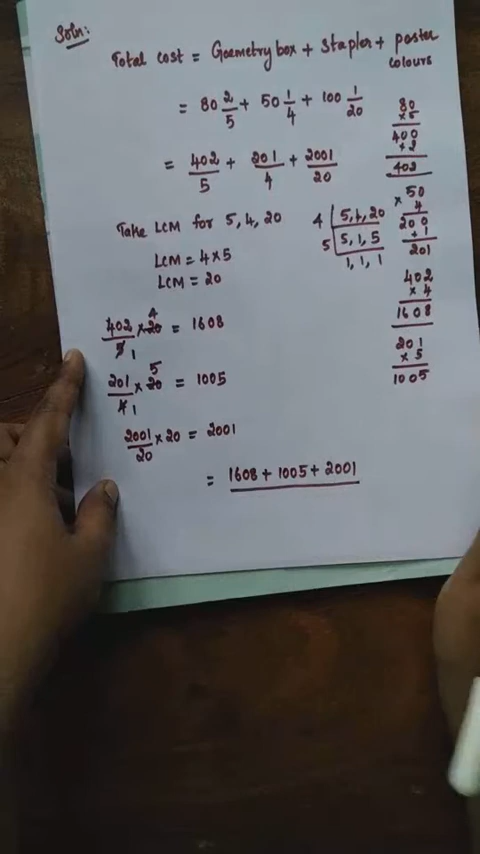 Soln:
Total cost = Geometry box + Stapler + poster colours
= 80 2/5 + 50 1/4 + 100 1/20
= 402/5 + 201/4 + 2001/20
Take LCM for 5, 4, 20
LCM = 4 × 5
LCM = 20
4 | 5, 4, 20
5 | 5, 1, 5
1, 1, 1
402/5 × 20 = 1608
4
1
201/4 × 20 = 1005
5
1
2001/20 × 20 = 2001
= 1608 + 1005 + 2001
80
× 5
400
+ 2
402
× 50
4
200
+ 1
201
402
× 4
1608
201
× 5
1005